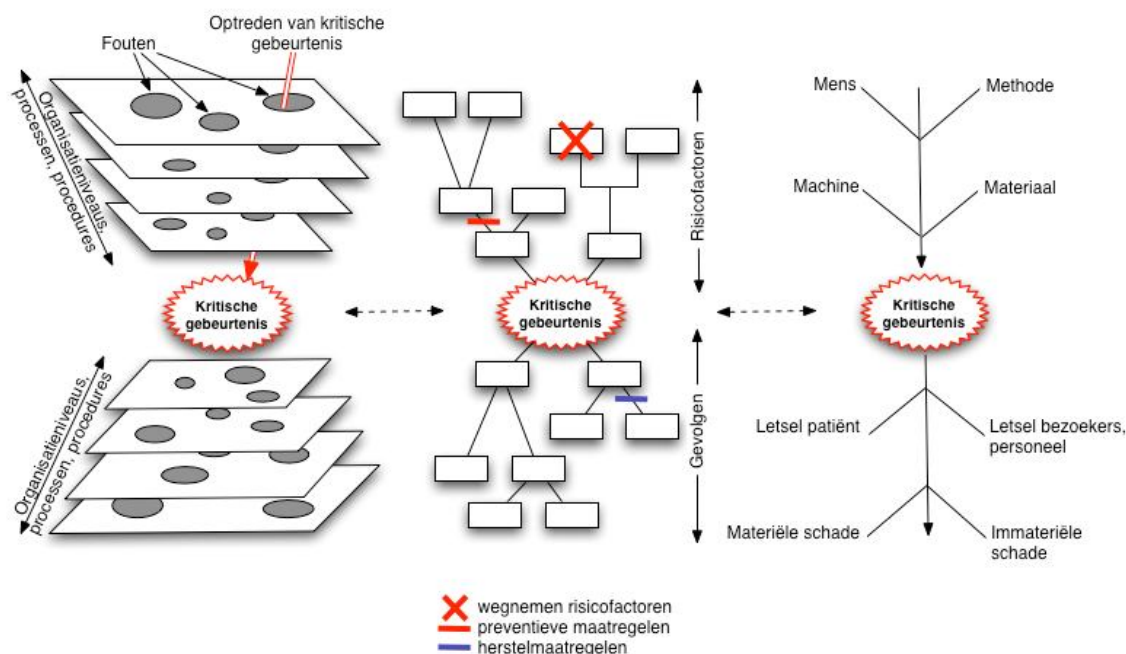 Optreden van kritische
gebeurtenis
Fouten
Organisatieniveaus,
processen, procedures
Kritische
gebeurtenis
Organisatieniveaus,
processen, procedures
Risicofactoren
Kritische
gebeurtenis
Gevolgen
Mens
Methode
Machine
Materiaal
Kritische
gebeurtenis
Letsel patiënt
Letsel bezoekers,
personeel
Materiële schade
Immateriële
schade
wegnemen risicofactoren
preventieve maatregelen
herstelmaatregelen